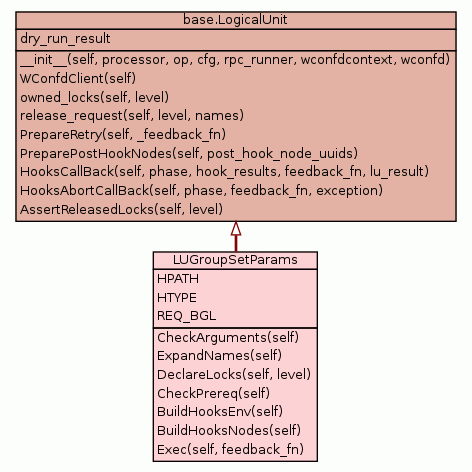 base.LogicalUnit
dry_run_result
__init__(self, processor, op, cfg, rpc_runner, wconfdcontext, wconfd)
WConfdClient(self)
owned_locks(self, level)
release_request(self, level, names)
PrepareRetry(self, _feedback_fn)
PreparePostHookNodes(self, post_hook_node_uuids)
HooksCallBack(self, phase, hook_results, feedback_fn, lu_result)
HooksAbortCallBack(self, phase, feedback_fn, exception)
AssertReleasedLocks(self, level)
LUGroupSetParams
HPATH
HTYPE
REQ_BGL
CheckArguments(self)
ExpandNames(self)
DeclareLocks(self, level)
CheckPrereq(self)
BuildHooksEnv(self)
BuildHooksNodes(self)
Exec(self, feedback_fn)